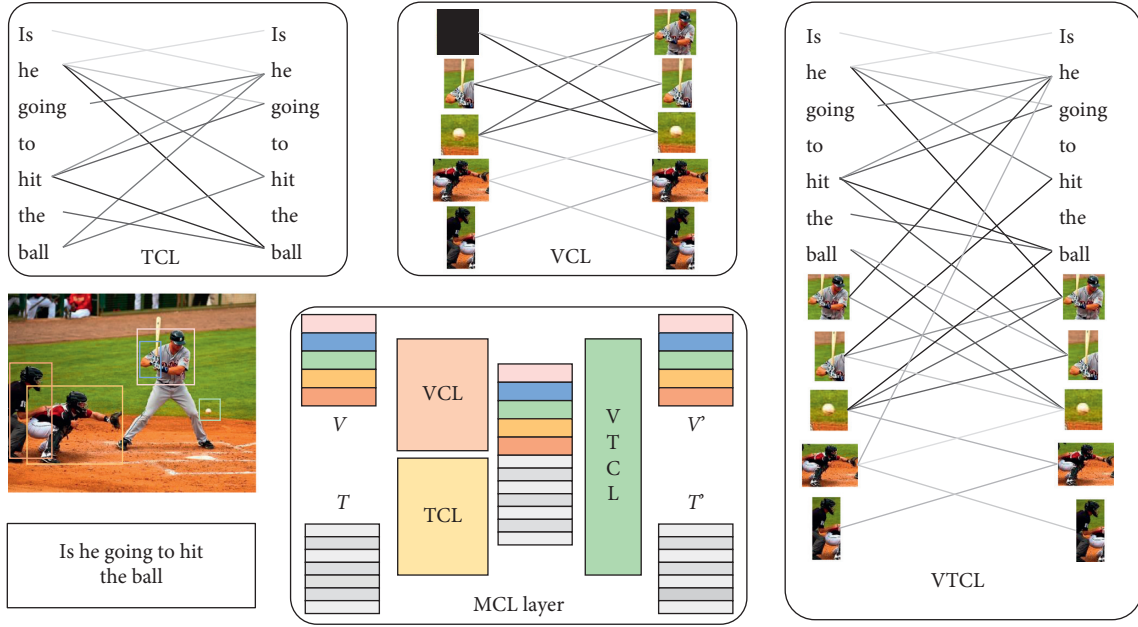 Is
he
going
to
hit
the
ball
Is
he
going
to
hit
the
ball
TCL
VCL
Is
he
going
to
hit
the
ball
Is
he
going
to
hit
the
ball
VTCL
Is he going to hit
the ball
V
T
VCL
TCL
V
T
C
L
V'
T'
MCL layer